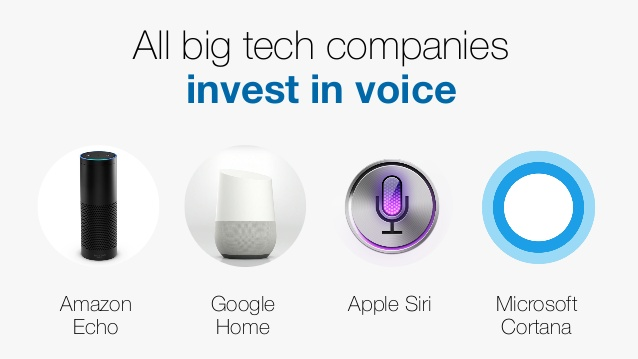 All big tech companies
invest in voice
Amazon
Echo
Google
Home
Apple Siri
Microsoft
Cortana